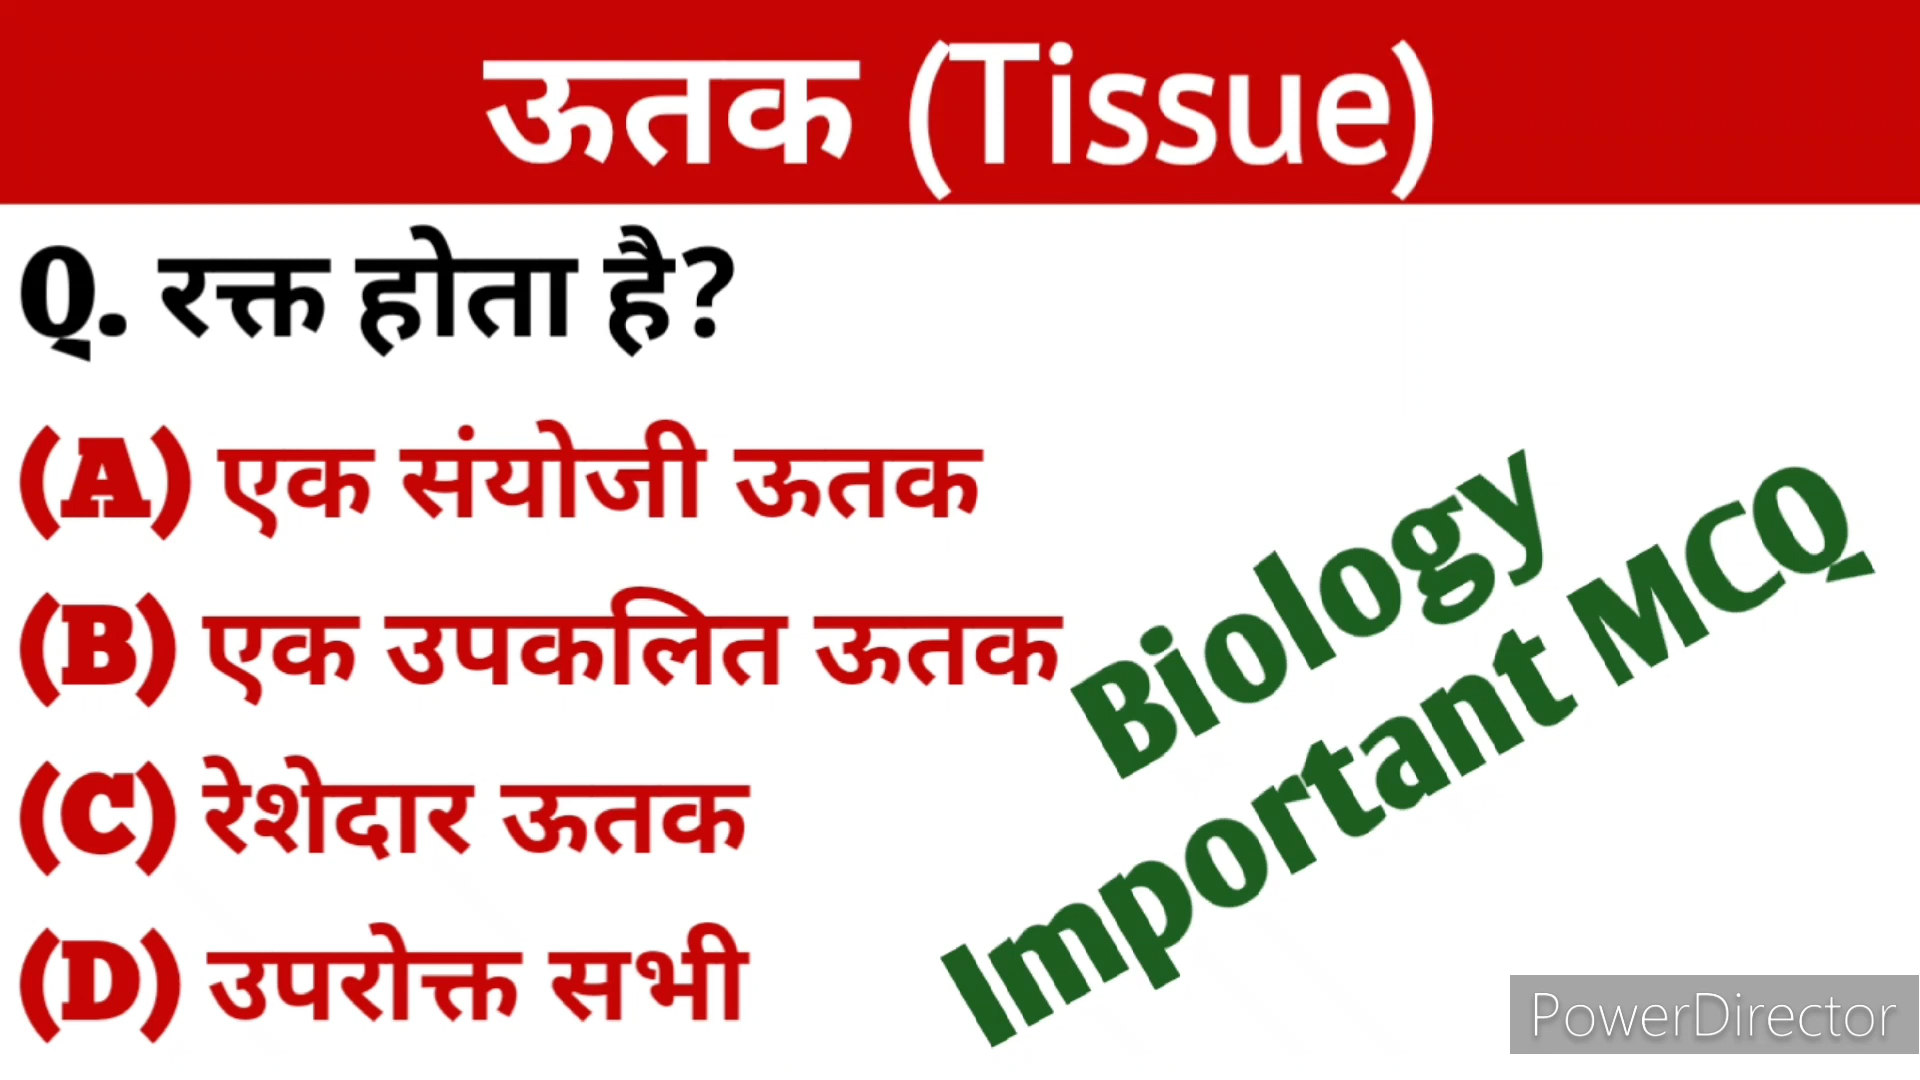 ऊतक (Tissue)
Q. रक्त होता है?
(A) एक संयोजी ऊतक
(B) एक उपकलित ऊतक
(C) रेशेदार ऊतक
(D) उपरोक्त सभी
Biology
Important MCQ
PowerDirector